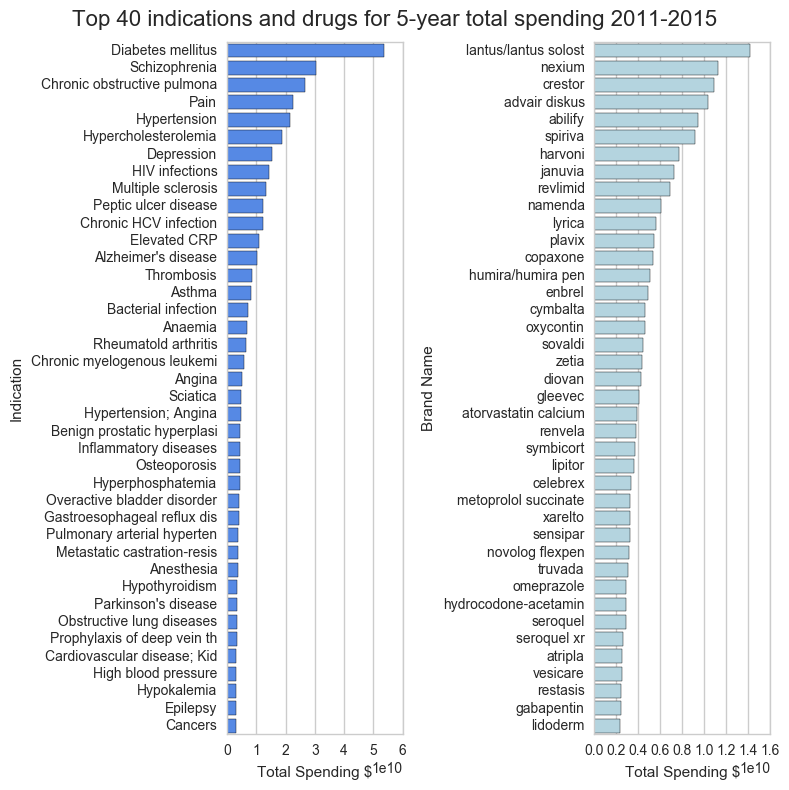 Top 40 indications and drugs for 5-year total spending 2011-2015
Indication
Diabetes mellitus
Schizophrenia
Chronic obstructive pulmona
Pain
Hypertension
Hypercholesterolemia
Depression
HIV infections
Multiple sclerosis
Peptic ulcer disease
Chronic HCV infection
Elevated CRP
Alzheimer's disease
Thrombosis
Asthma
Bacterial infection
Anaemia
Rheumatoid arthritis
Chronic myelogenous leukemi
Angina
Sciatica
Hypertension; Angina
Benign prostatic hyperplasi
Inflammatory diseases
Osteoporosis
Hyperphosphatemia
Overactive bladder disorder
Gastroesophageal reflux dis
Pulmonary arterial hyperten
Metastatic castration-resis
Anesthesia
Hypothyroidism
Parkinson's disease
Obstructive lung diseases
Prophylaxis of deep vein th
Cardiovascular disease; Kid
High blood pressure
Hypokalemia
Epilepsy
Cancers
0 1 2 3 4 5 6
Total Spending $ 1e10
Brand Name
lantus/lantus solost
nexium
crestor
advair diskus
abilify
spiriva
harvoni
januvia
revlimid
namenda
lyrica
plavix
copaxone
humira/humira pen
enbrel
cymbalta
oxycontin
sovaldi
zetia
diovan
gleevec
atorvastatin calcium
renvela
symbicort
lipitor
celebrex
metoprolol succinate
xarelto
sensipar
novolog flexpen
truvada
omeprazole
hydrocodone-acetamin
seroquel
seroquel xr
atripla
vesicare
restasis
gabapentin
lidoderm
0.0 0.2 0.4 0.6 0.8 1.0 1.2 1.4 1.6
Total Spending $ 1e10